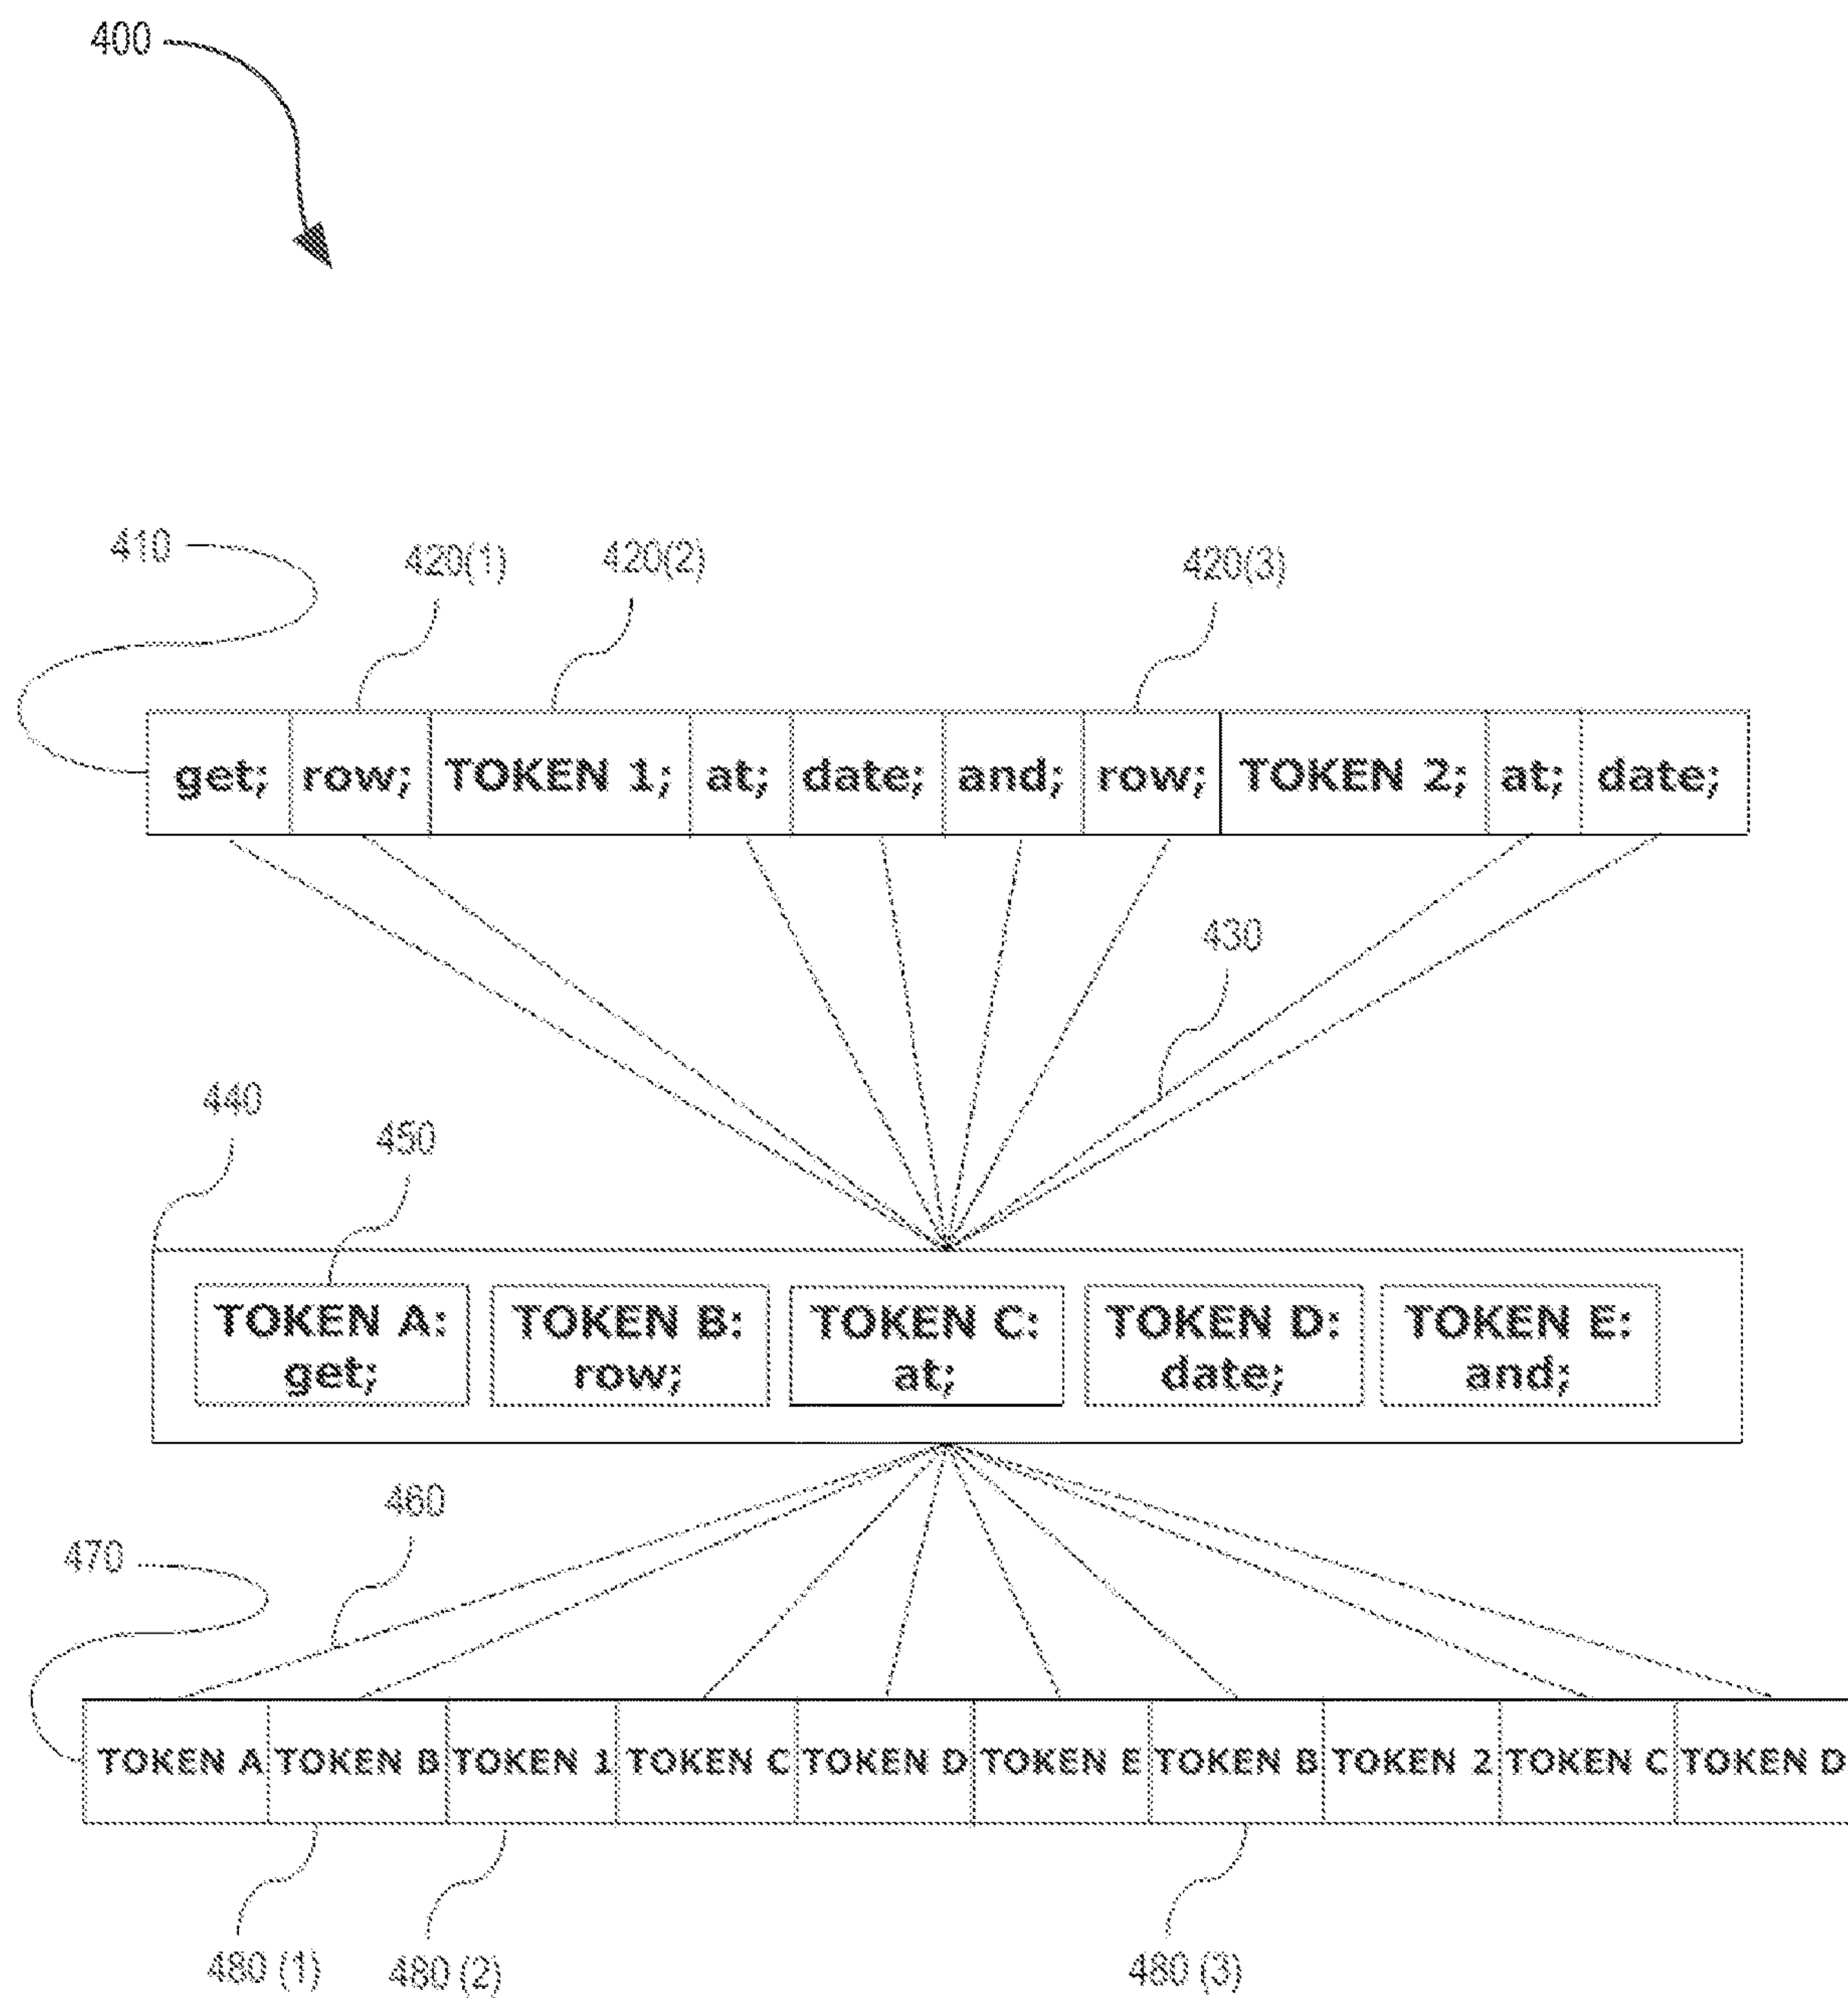 400
410
420(1)
420(2)
420(3)
get; row; TOKEN 1; at; date; and; row; TOKEN 2; at; date;
430
440
450
TOKEN A:
get;
TOKEN B:
row;
TOKEN C:
at;
TOKEN D:
date;
TOKEN E:
and;
460
470
TOKEN A TOKEN B TOKEN 1 TOKEN C TOKEN D TOKEN E TOKEN B TOKEN 2 TOKEN C TOKEN D
480 (1)
480 (2)
480 (3)